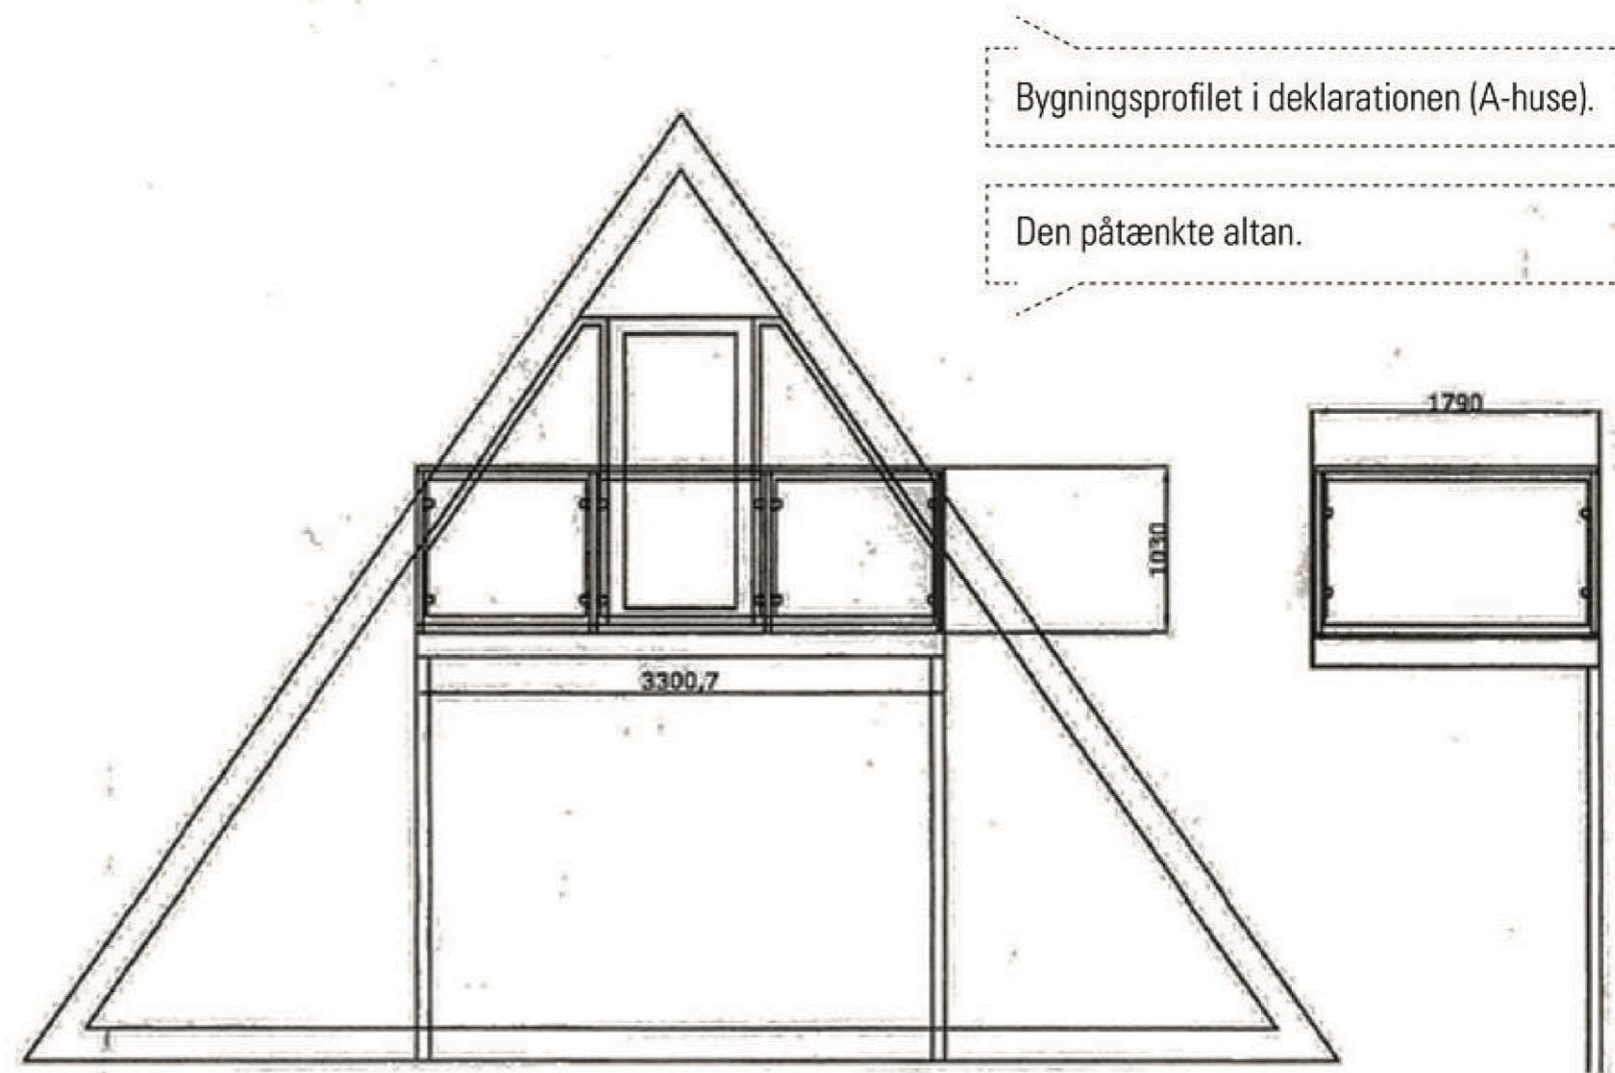 Bygningsprofilet i deklarationen (A-huse).
Den påtænkte altan.
1790
1030
3300,7